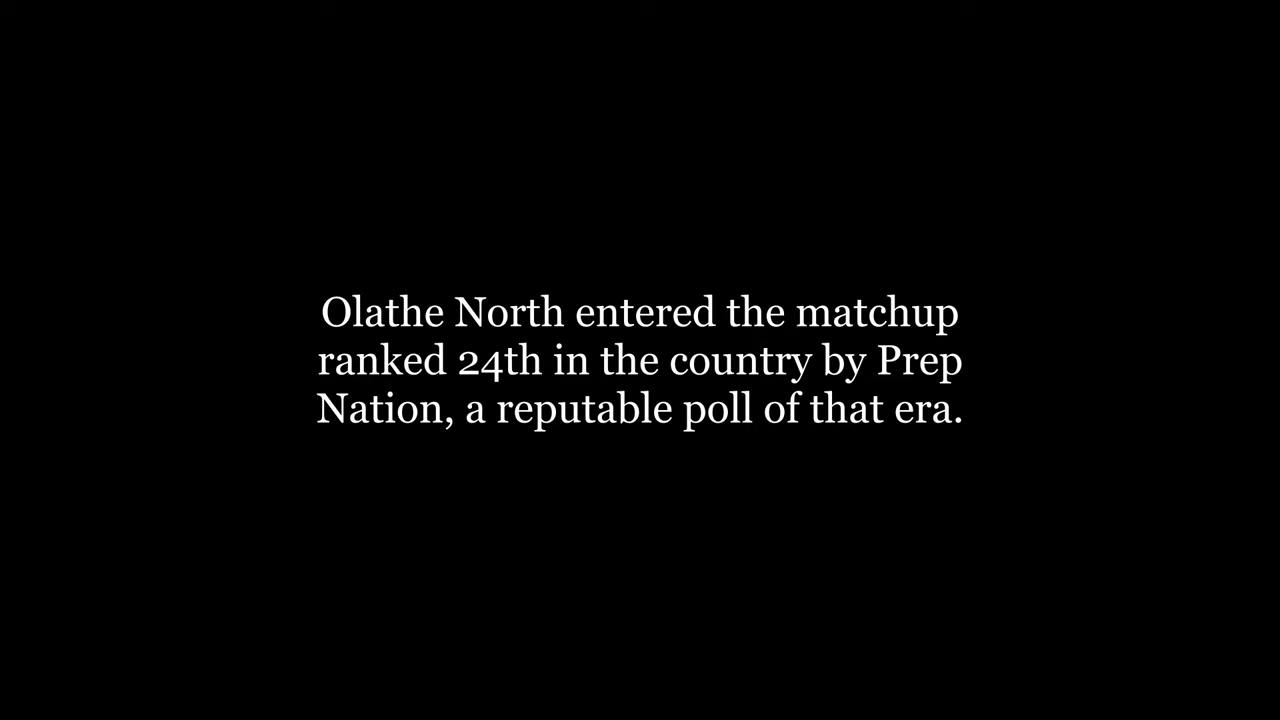 Olathe North entered the matchup
ranked 24th in the country by Prep
Nation, a reputable poll of that era.